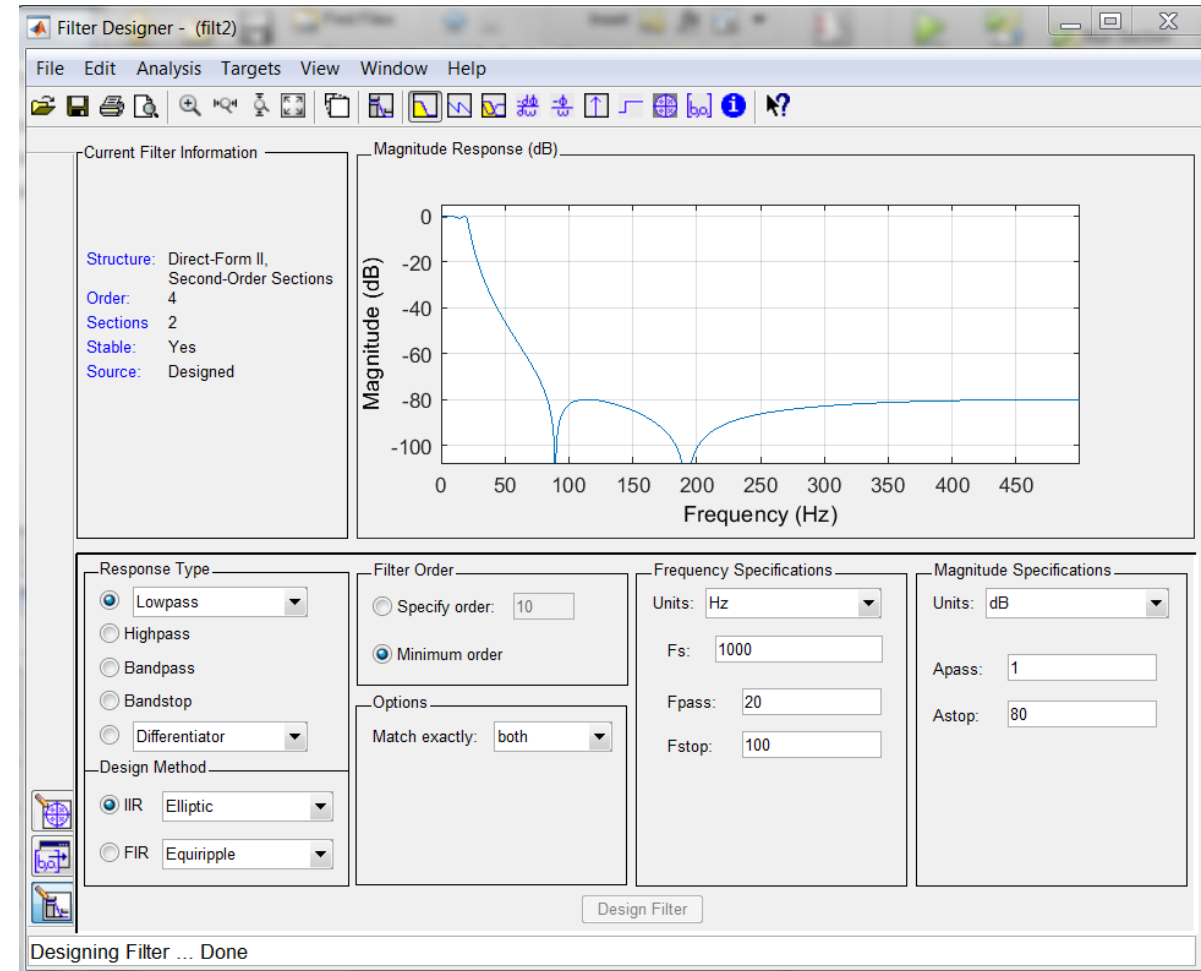 Filter Designer - (filt2)
File Edit Analysis Targets View Window Help
Current Filter Information
Structure: Direct-Form II,
Second-Order Sections
Order: 4
Sections 2
Stable: Yes
Source: Designed
Magnitude Response (dB)
Magnitude (dB)
0
-20
-40
-60
-80
-100
0 50 100 150 200 250 300 350 400 450
Frequency (Hz)
Response Type
Lowpass
Highpass
Bandpass
Bandstop
Differentiator
Design Method
IIR Elliptic
FIR Equiripple
Filter Order
Specify order: 10
Minimum order
Options
Match exactly: both
Frequency Specifications
Units: Hz
Fs: 1000
Fpass: 20
Fstop: 100
Magnitude Specifications
Units: dB
Apass: 1
Astop: 80
Design Filter
Designing Filter ... Done